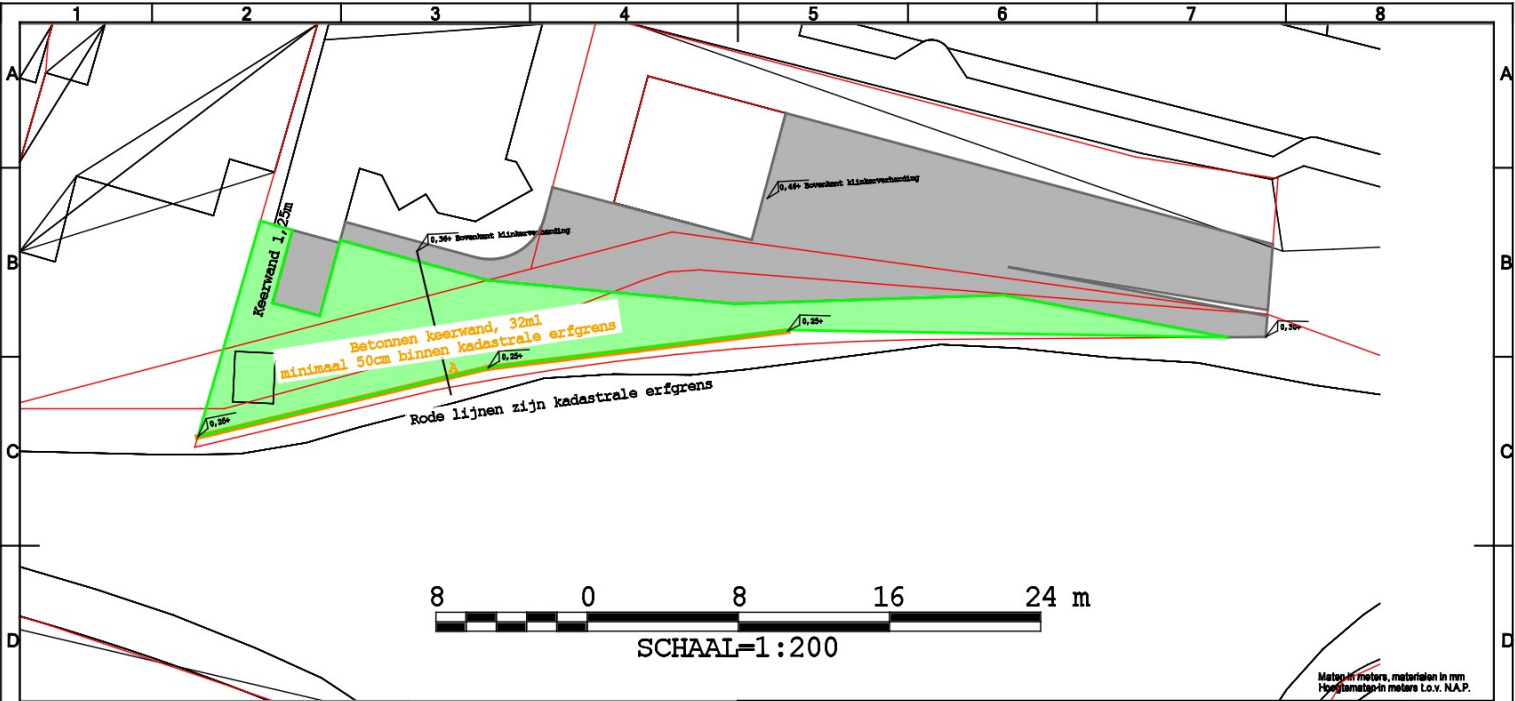 1 2 3 4 5 6 7 8
A A
Keerwand 1,25m
0,46+ Bovenkant klinkerverharding
0,36+ Bovenkant klinkerverharding
B B
Betonnen keerwand, 32m1
minimaal 50cm binnen kadastrale erfgrens
0,25+
0,30+
0,25+
A
Rode lijnen zijn kadastrale erfgrens
0,25+
C C
8 0 8 16 24 m
SCHAAL=1:200
D D
Maten in meters, materialen in mm
Hoogtematen in meters t.o.v. N.A.P.